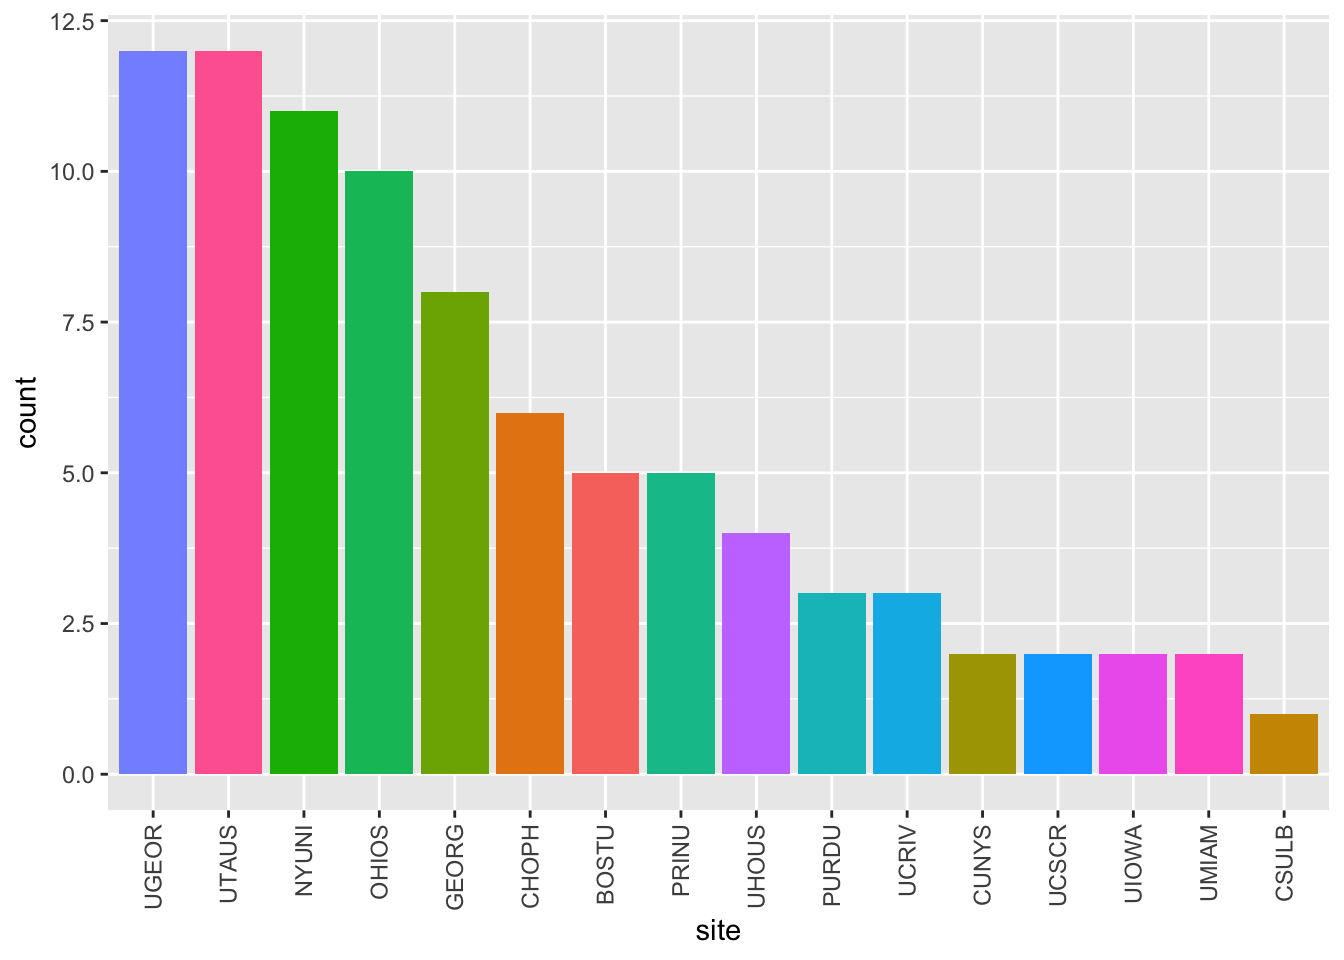 12.5
10.0
7.5
5.0
2.5
0.0
count
UGEOR
UTAUS
NYUNI
OHIOS
GEORG
CHOPH
BOSTU
PRINU
UHOUS
PURDU
UCRIV
CUNYS
UCSCR
UIOWA
UMIAM
CSULB
site